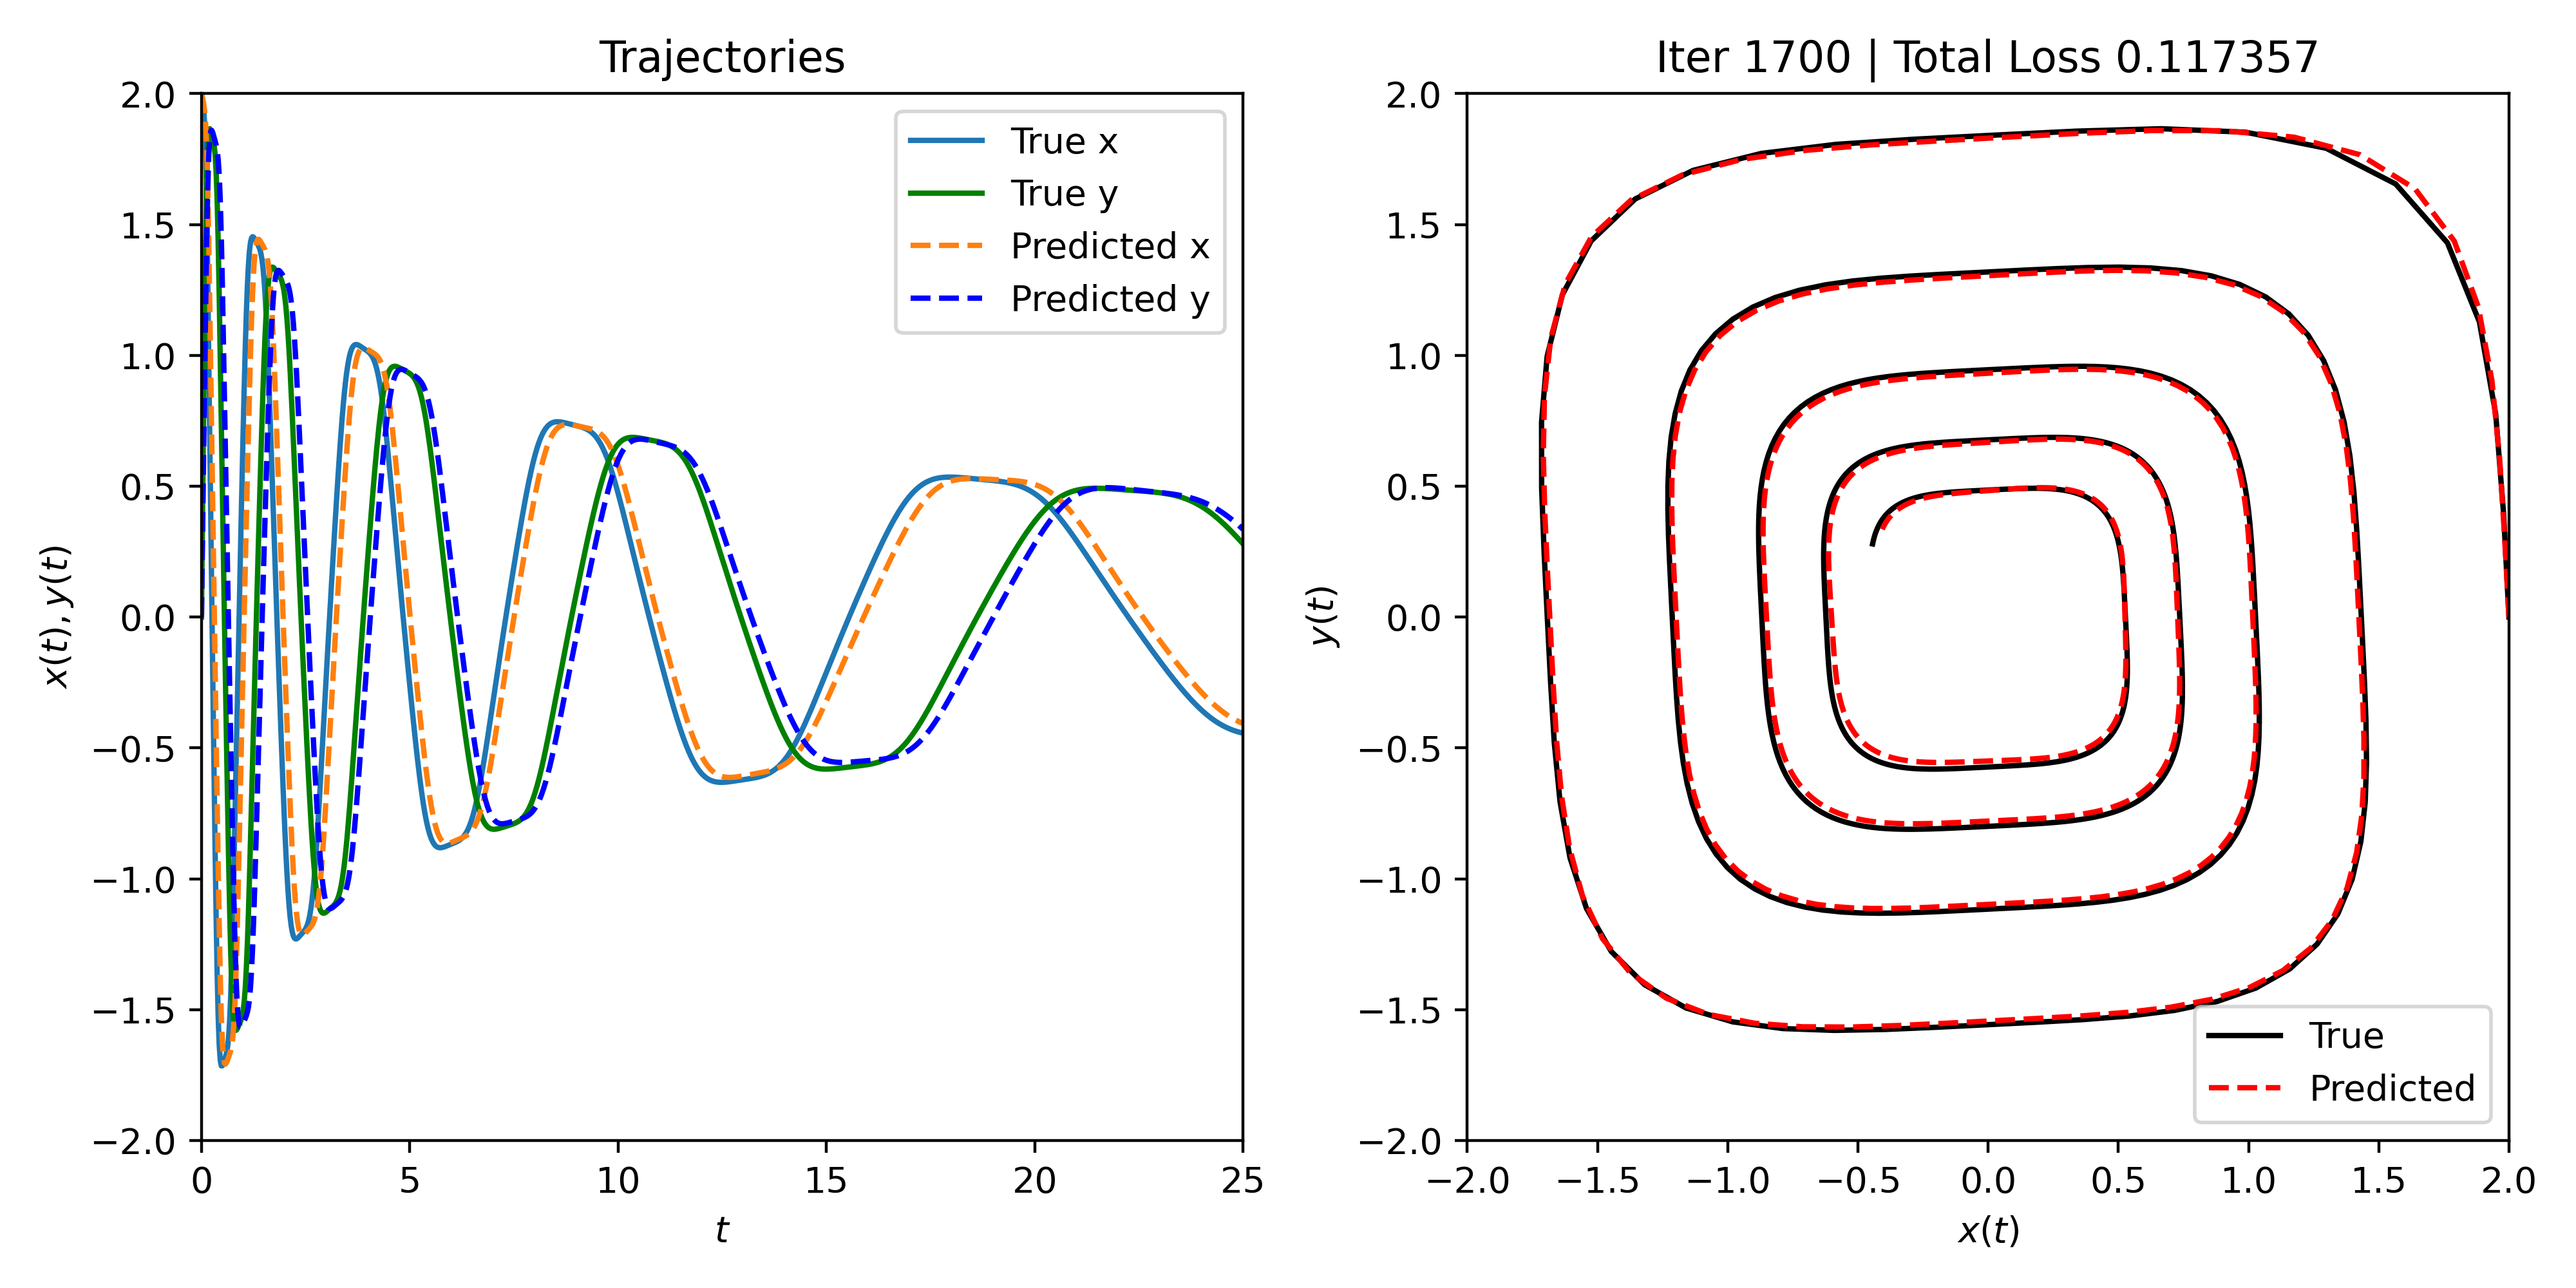 Trajectories
2.0
1.5
1.0
0.5
0.0
−0.5
−1.0
−1.5
−2.0
x(t), y(t)
0 5 10 15 20 25
t
True x
True y
Predicted x
Predicted y
Iter 1700 | Total Loss 0.117357
2.0
1.5
1.0
0.5
0.0
−0.5
−1.0
−1.5
−2.0
y(t)
−2.0 −1.5 −1.0 −0.5 0.0 0.5 1.0 1.5 2.0
x(t)
True
Predicted